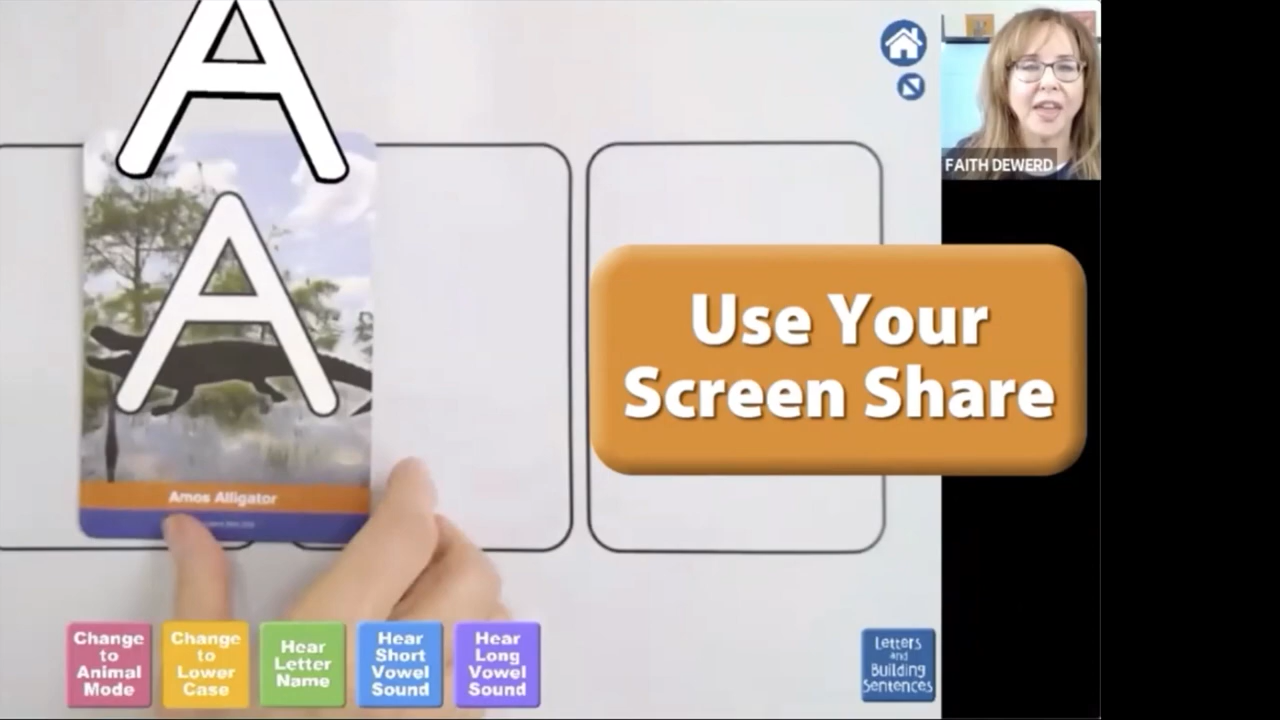 A
A
FAITH DEWERD
Use Your
Screen Share
Amos Alligator
Change
to
Animal
Mode
Change
to
Lower
Case
Hear
Letter
Name
Hear
Short
Vowel
Sound
Hear
Long
Vowel
Sound
Letters
and
Building
Sentences